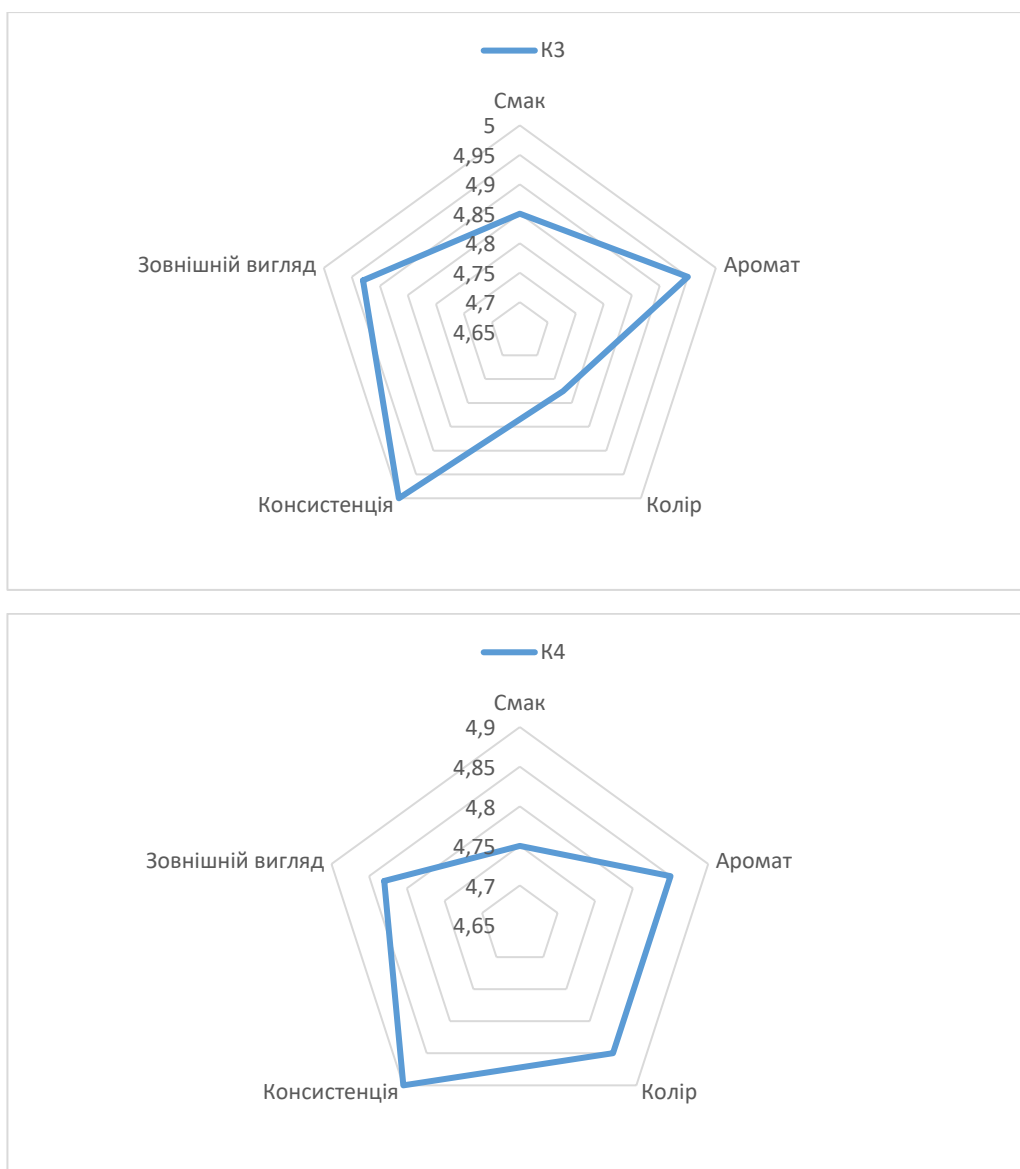 К3
Смак
5
4,95
4,9
4,85
4,8
4,75
4,7
4,65
Зовнішній вигляд
Аромат
Консистенція
Колір
К4
Смак
4,9
4,85
4,8
4,75
4,7
4,65
Зовнішній вигляд
Аромат
Консистенція
Колір